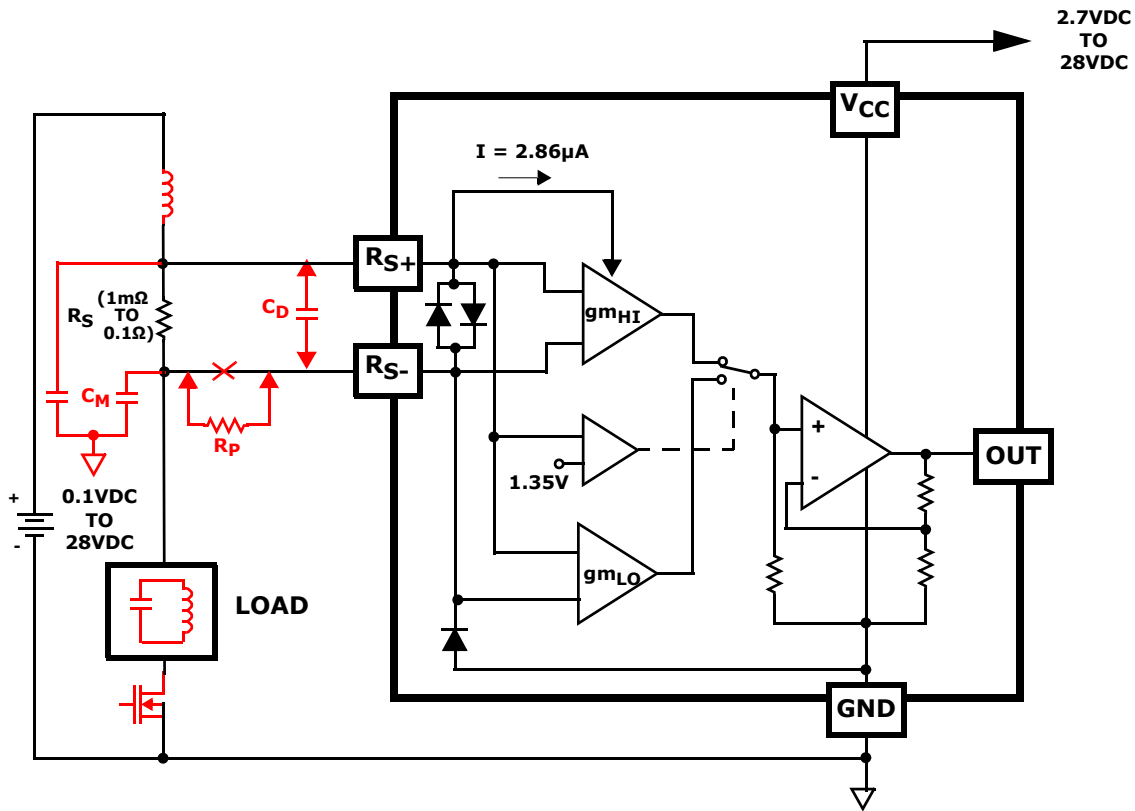 2.7VDC
TO
28VDC
VCC
I = 2.86µA
RS+
RS
(1mΩ
TO
0.1Ω)
CD
gmHI
RS-
CM
RP
+
-
OUT
1.35V
+
-
0.1VDC
TO
28VDC
gmLO
LOAD
GND